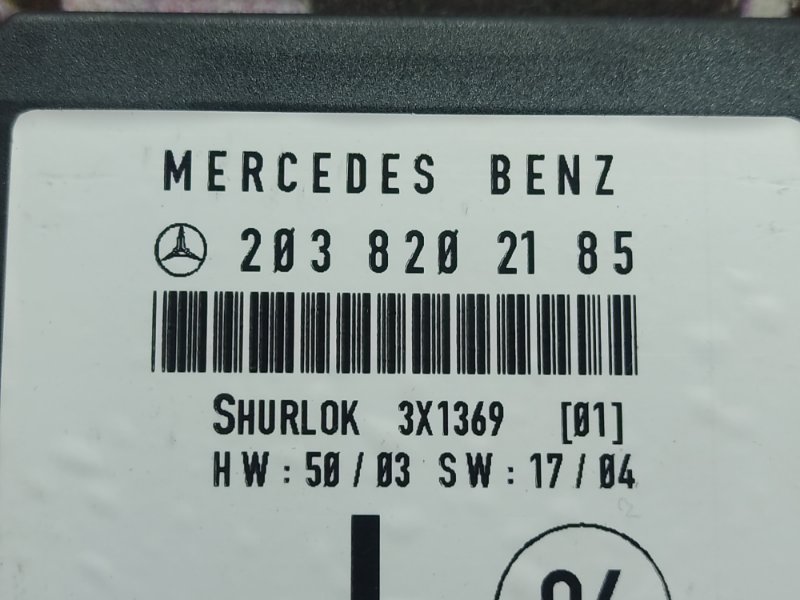 MERCEDES BENZ
203 820 21 85
SHURLOK 3X1369 [01]
HW: 50/03 SW: 17/04